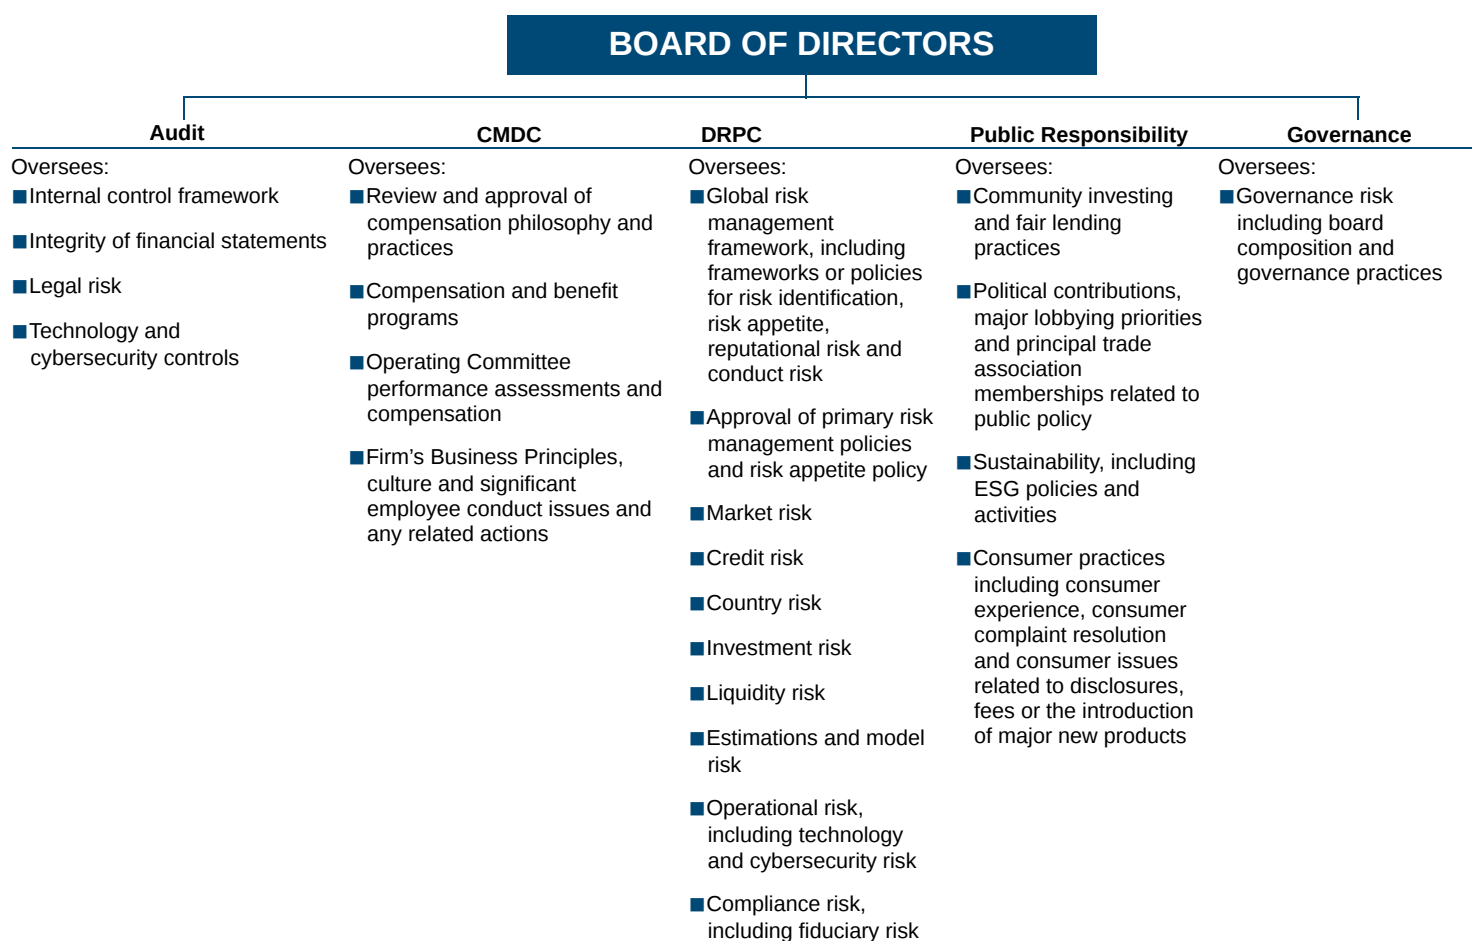 BOARD OF DIRECTORS
Audit
Oversees:
■Internal control framework
■Integrity of financial statements
■Legal risk
■Technology and
cybersecurity controls
CMDC
Oversees:
■Review and approval of
compensation philosophy and
practices
■Compensation and benefit
programs
■Operating Committee
performance assessments and
compensation
■Firm’s Business Principles,
culture and significant
employee conduct issues and
any related actions
DRPC
Oversees:
■Global risk
management
framework, including
frameworks or policies
for risk identification,
risk appetite,
reputational risk and
conduct risk
■Approval of primary risk
management policies
and risk appetite policy
■Market risk
■Credit risk
■Country risk
■Investment risk
■Liquidity risk
■Estimations and model
risk
■Operational risk,
including technology
and cybersecurity risk
■Compliance risk,
including fiduciary risk
Public Responsibility
Oversees:
■Community investing
and fair lending
practices
■Political contributions,
major lobbying priorities
and principal trade
association
memberships related to
public policy
■Sustainability, including
ESG policies and
activities
■Consumer practices
including consumer
experience, consumer
complaint resolution
and consumer issues
related to disclosures,
fees or the introduction
of major new products
Governance
Oversees:
■Governance risk
including board
composition and
governance practices